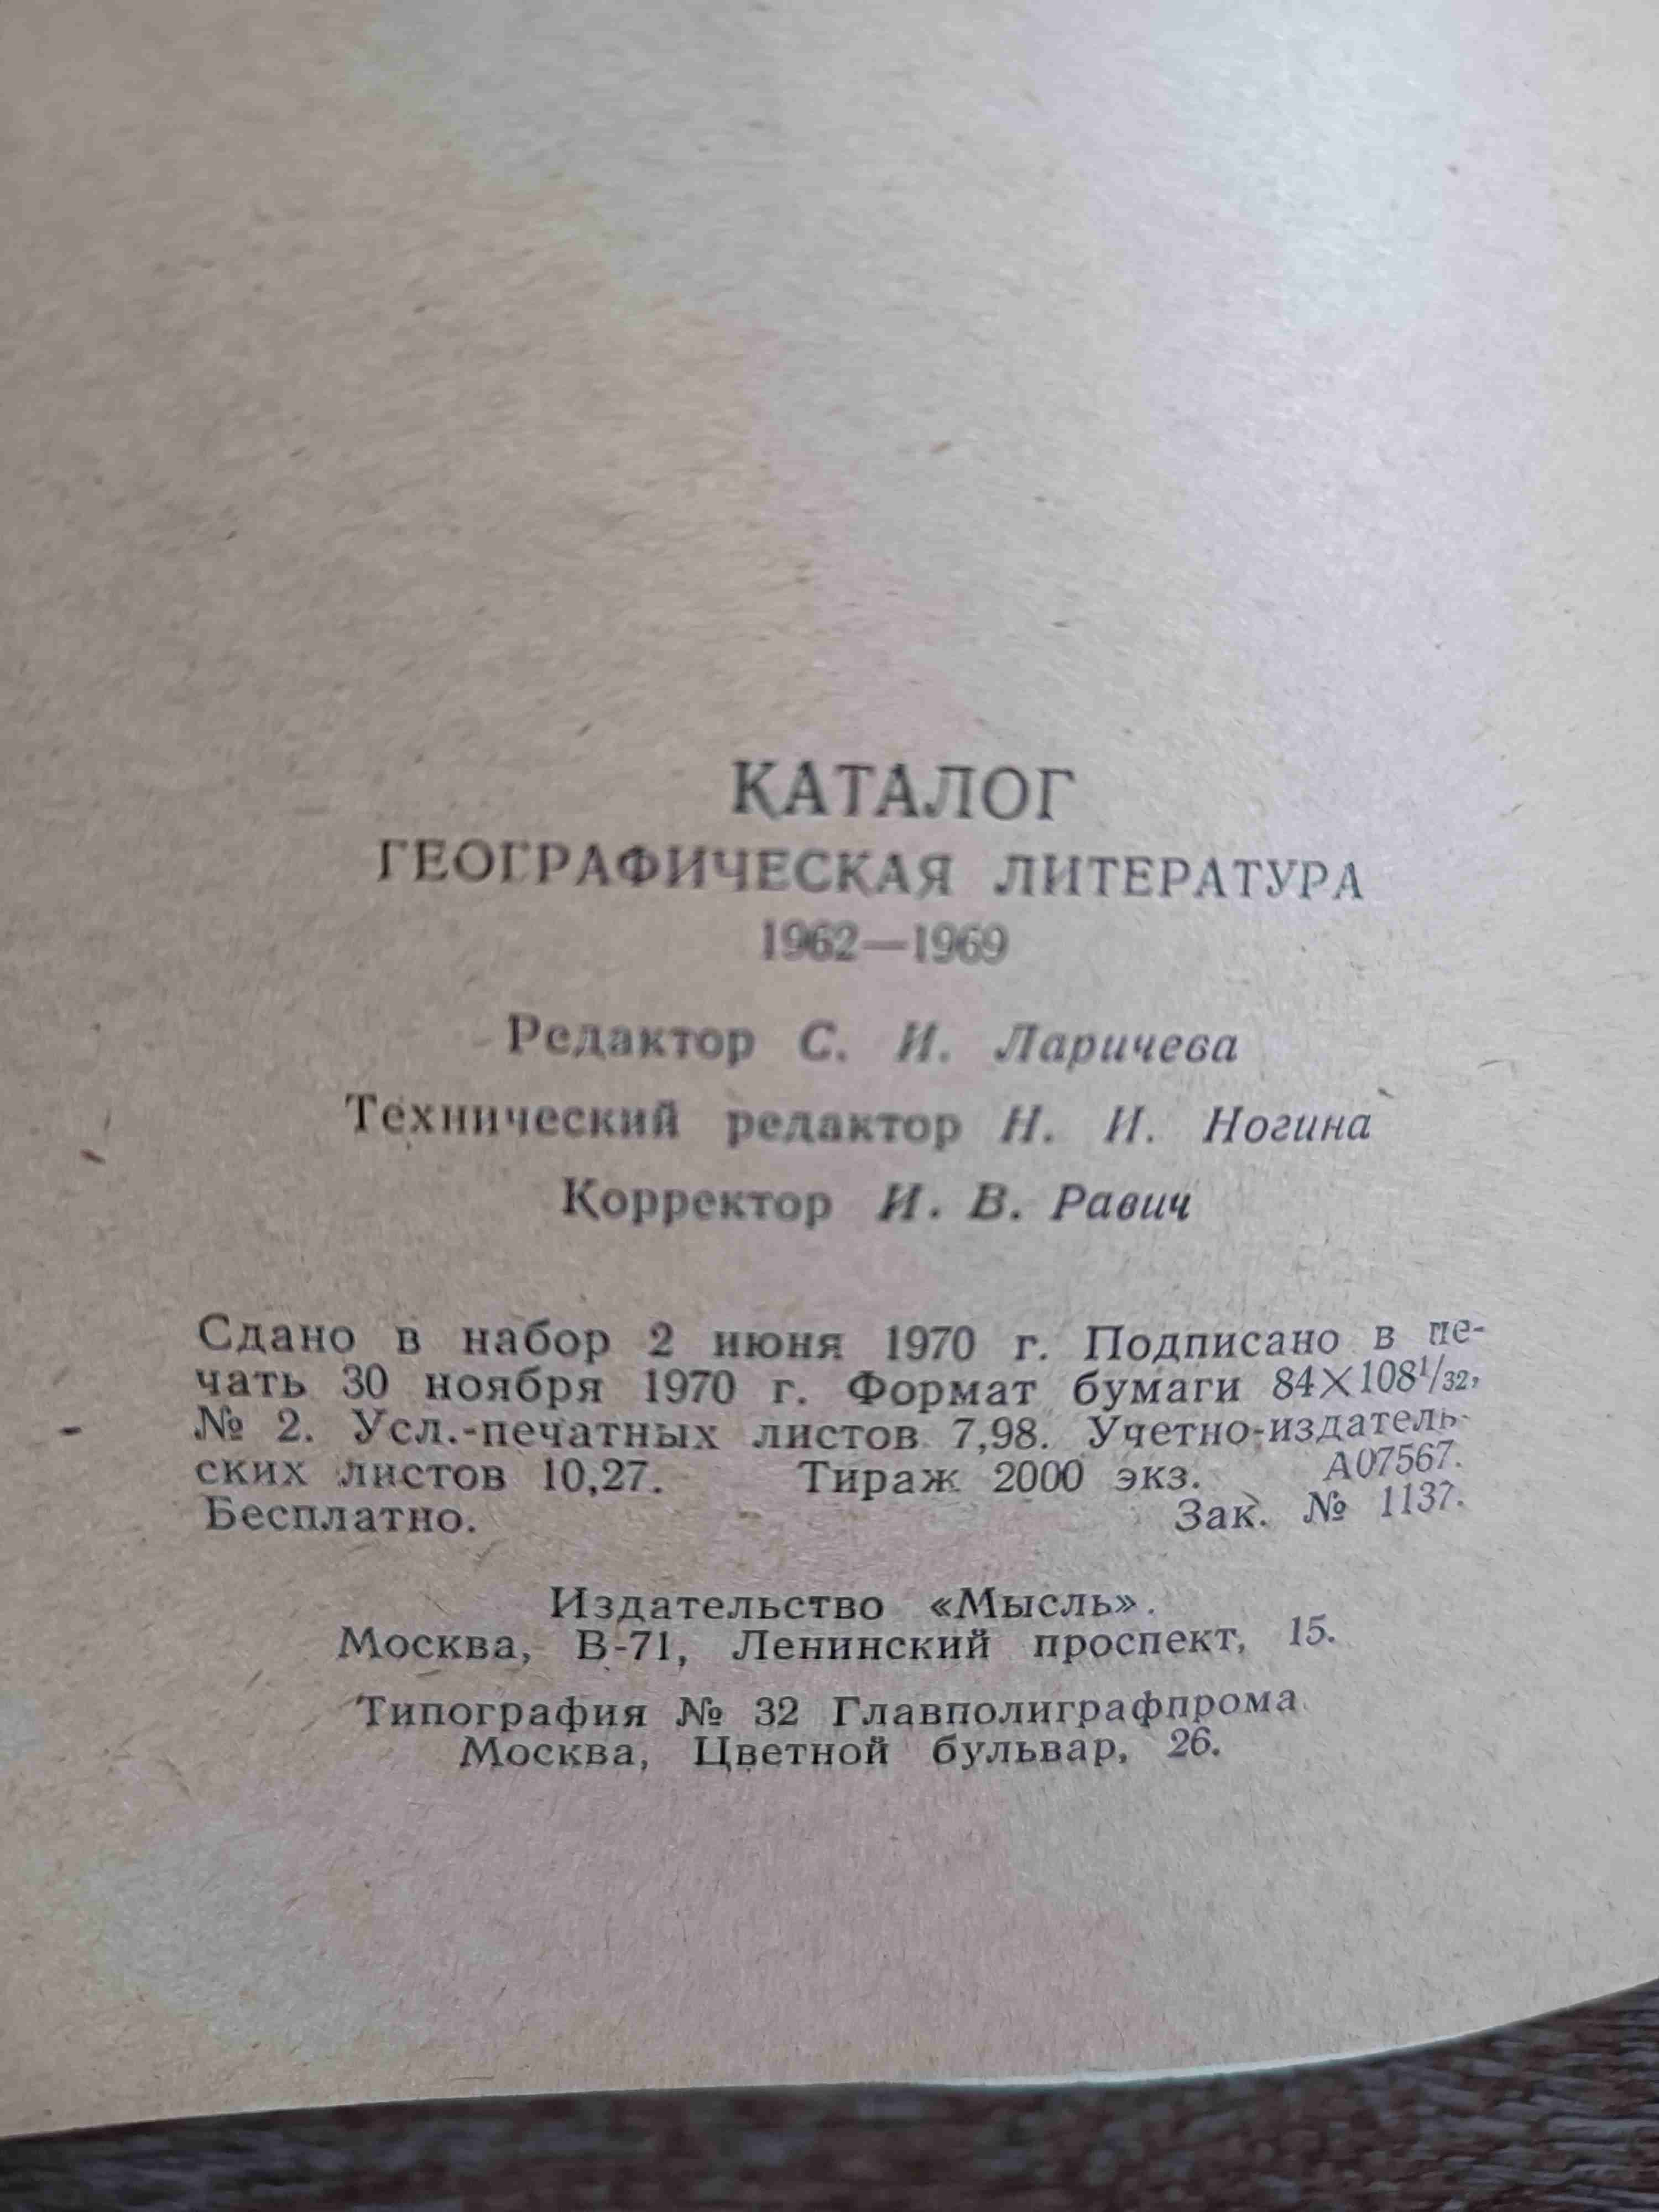 КАТАЛОГ
ГЕОГРАФИЧЕСКАЯ ЛИТЕРАТУРА
1962—1969
Редактор С. И. Ларичева
Технический редактор Н. И. Ногина
Корректор И. В. Равич
Сдано в набор 2 июня 1970 г. Подписано в пе-
чать 30 ноября 1970 г. Формат бумаги 84×108¹/₃₂,
№ 2. Усл.-печатных листов 7,98. Учетно-издатель-
ских листов 10,27. Тираж 2000 экз. А07567.
Бесплатно. Зак. № 1137.
Издательство «Мысль».
Москва, В-71, Ленинский проспект, 15.
Типография № 32 Главполиграфпрома.
Москва, Цветной бульвар, 26.